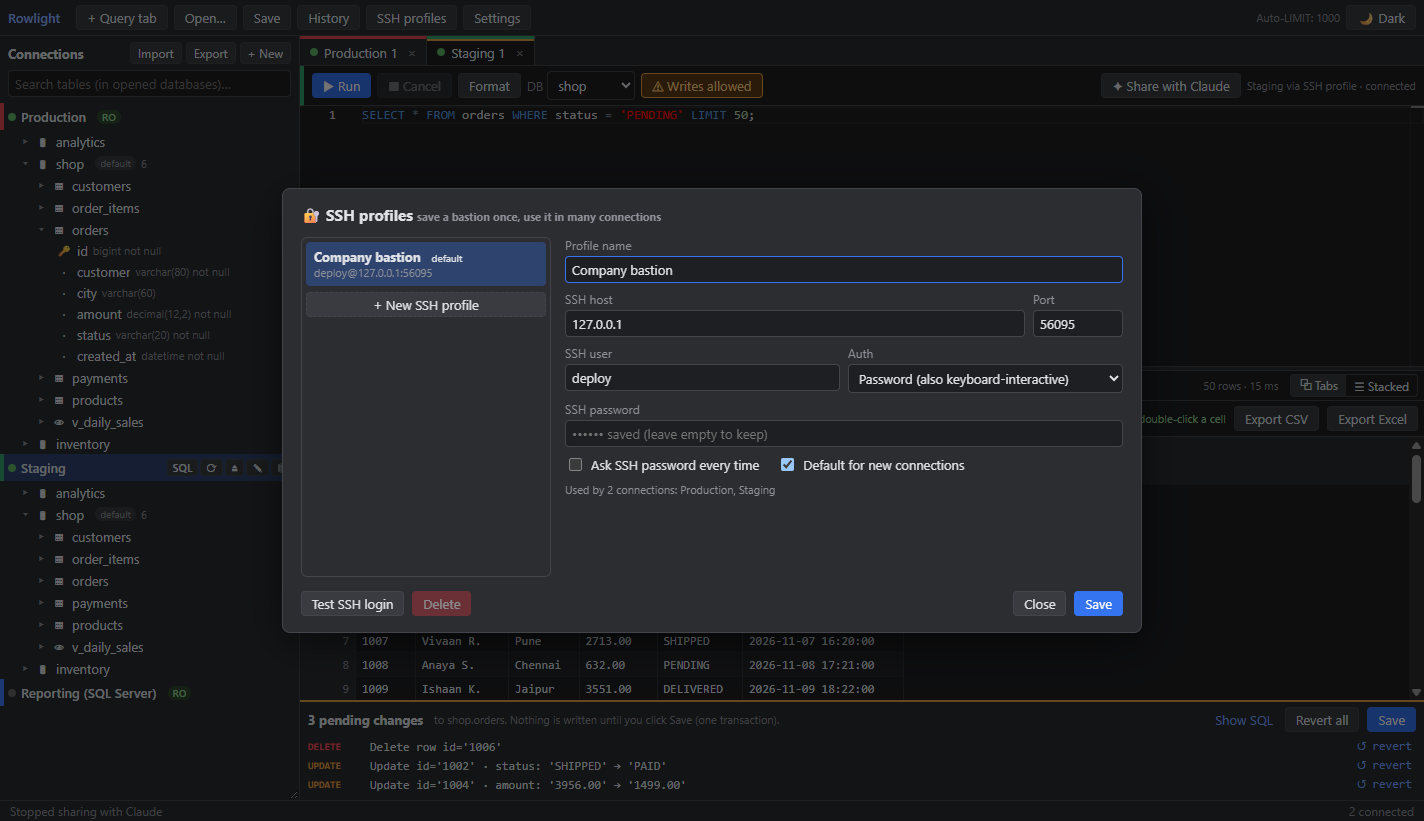 Rowlight + Query tab Open... Save History SSH profiles Settings Auto-LIMIT: 1000 Dark
Connections Import Export + New
Search tables (in opened databases)...
Production RO
analytics
shop default 6
customers
order_items
orders
id bigint not null
customer varchar(80) not null
city varchar(60)
amount decimal(12,2) not null
status varchar(20) not null
created_at datetime not null
payments
products
v_daily_sales
inventory
Staging SQL
analytics
shop default 6
customers
order_items
orders
payments
products
v_daily_sales
inventory
Reporting (SQL Server) RO
Production 1 × Staging 1 ×
Run Cancel Format DB shop Writes allowed Share with Claude Staging via SSH profile · connected
1 SELECT * FROM orders WHERE status = 'PENDING' LIMIT 50;
50 rows · 15 ms Tabs Stacked
double-click a cell Export CSV Export Excel
SSH profiles save a bastion once, use it in many connections
Company bastion default
deploy@127.0.0.1:56095
+ New SSH profile
Profile name
Company bastion
SSH host Port
127.0.0.1 56095
SSH user Auth
deploy Password (also keyboard-interactive)
SSH password
•••••• saved (leave empty to keep)
Ask SSH password every time Default for new connections
Used by 2 connections: Production, Staging
Test SSH login Delete Close Save
7 1007 Vivaan R. Pune 2713.00 SHIPPED 2026-11-07 16:20:00
8 1008 Anaya S. Chennai 632.00 PENDING 2026-11-08 17:21:00
9 1009 Ishaan K. Jaipur 3551.00 DELIVERED 2026-11-09 18:22:00
3 pending changes to shop.orders. Nothing is written until you click Save (one transaction). Show SQL Revert all Save
DELETE Delete row id='1006' ↺ revert
UPDATE Update id='1002' · status: 'SHIPPED' → 'PAID' ↺ revert
UPDATE Update id='1004' · amount: '3956.00' → '1499.00' ↺ revert
Stopped sharing with Claude 2 connected